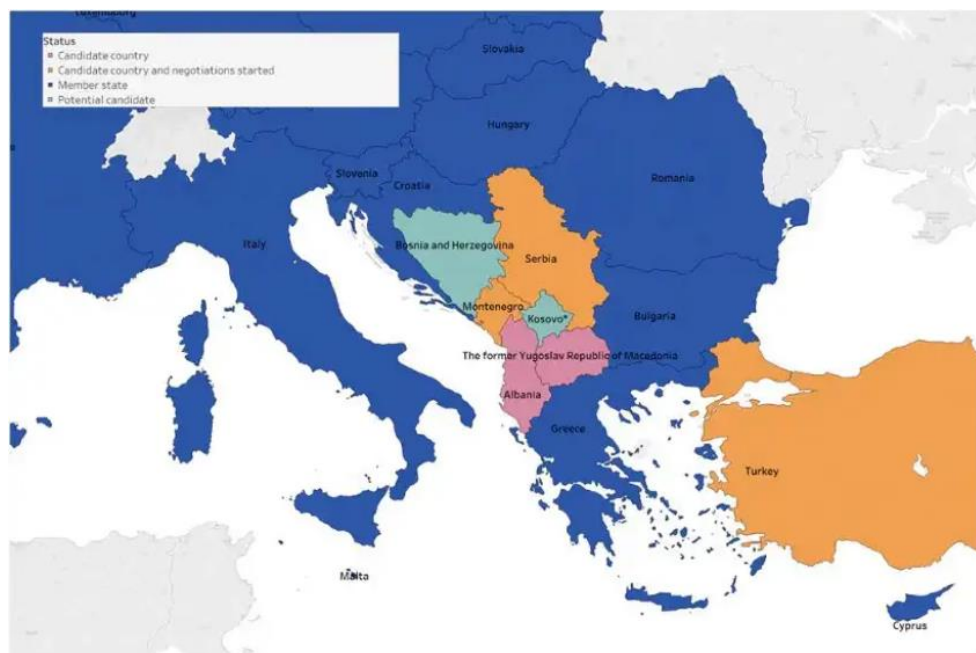 Luxembourg
Status
Candidate country
Candidate country and negotiations started
Member state
Potential candidate
Slovakia
Hungary
Slovenia
Croatia
Romania
Italy
Bosnia and Herzegovina
Serbia
Montenegro
Kosovo*
Bulgaria
The former Yugoslav Republic of Macedonia
Albania
Greece
Turkey
Malta
Cyprus